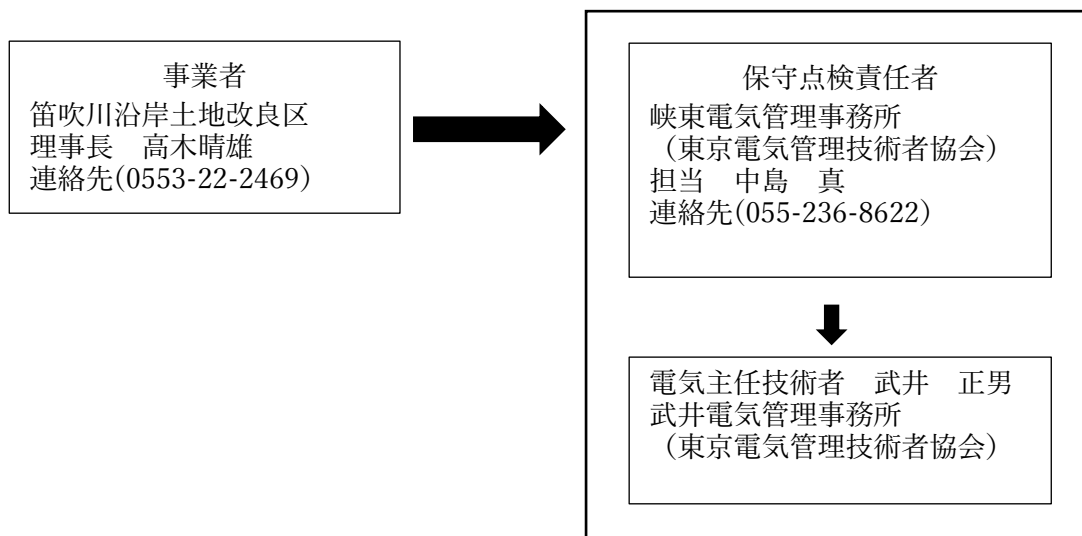 事業者
笛吹川沿岸土地改良区
理事長　高木晴雄
連絡先(0553-22-2469)
保守点検責任者
峡東電気管理事務所
（東京電気管理技術者協会）
担当　中島　真
連絡先(055-236-8622)
電気主任技術者　武井　正男
武井電気管理事務所
（東京電気管理技術者協会）